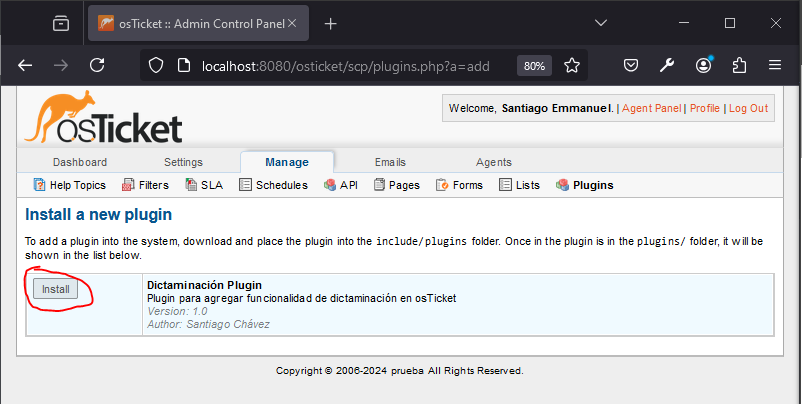 osTicket :: Admin Control Panel
localhost:8080/osticket/scp/plugins.php?a=add
80%
osTicket
Welcome, Santiago Emmanuel. | Agent Panel | Profile | Log Out
Dashboard Settings Manage Emails Agents
Help Topics Filters SLA Schedules API Pages Forms Lists Plugins
Install a new plugin
To add a plugin into the system, download and place the plugin into the include/plugins folder. Once in the plugin is in the plugins/ folder, it will be
shown in the list below.
Install
Dictaminación Plugin
Plugin para agregar funcionalidad de dictaminación en osTicket
Version: 1.0
Author: Santiago Chávez
Copyright © 2006-2024 prueba All Rights Reserved.